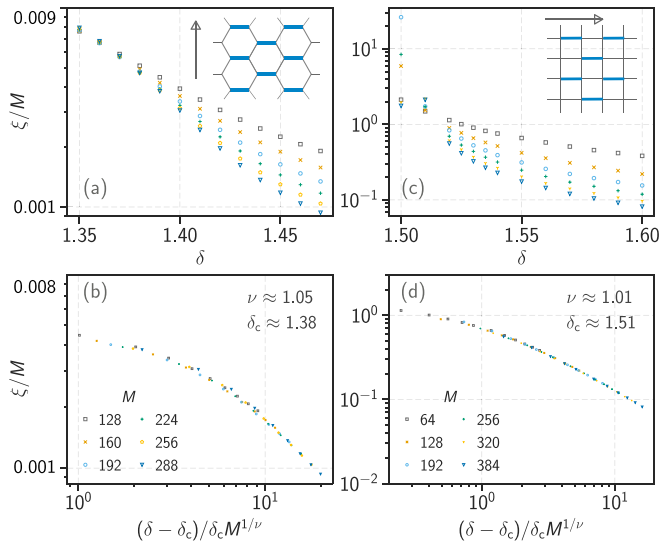 0.009
ξ/M
0.001
(a)
1.35 1.40 1.45
δ
10¹
ξ/M
10⁰
10⁻¹
(c)
1.50 1.55 1.60
δ
0.008
ξ/M
0.001
(b)
ν ≈ 1.05
δc ≈ 1.38
M
128 224
160 256
192 288
10⁰ 10¹
(δ − δc)/δcM^{1/ν}
10⁰
ξ/M
10⁻¹
10⁻²
(d)
ν ≈ 1.01
δc ≈ 1.51
M
64 256
128 320
192 384
10⁰ 10¹
(δ − δc)/δcM^{1/ν}